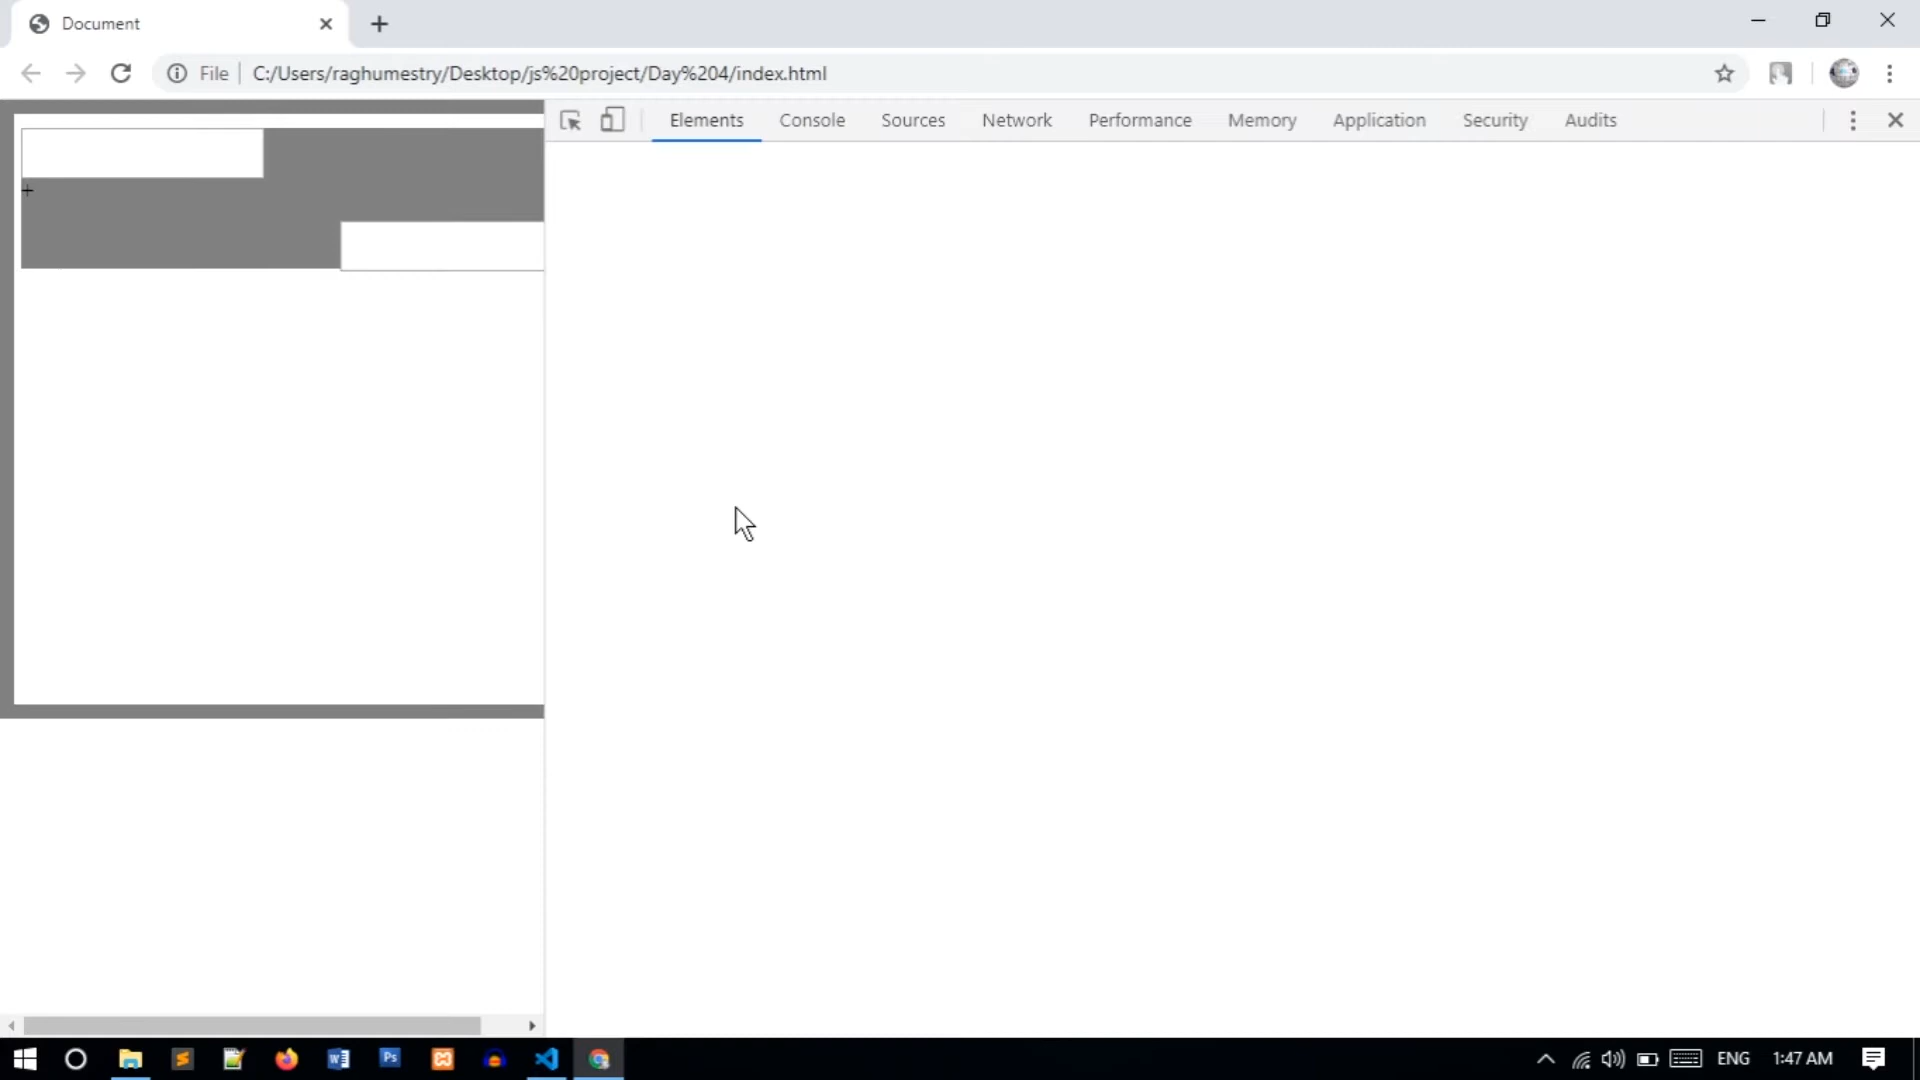 Document
File
C:/Users/raghumestry/Desktop/js%20project/Day%204/index.html
Elements Console Sources Network Performance Memory Application Security Audits
+
ENG 1:47 AM